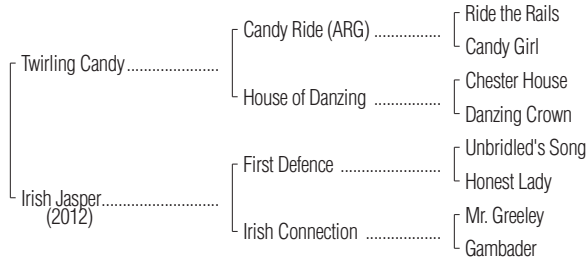 Ride the Rails
Candy Ride (ARG) ................
Candy Girl
Twirling Candy ......................
Chester House
House of Danzing ................
Danzing Crown
Unbridled's Song
First Defence ........................
Honest Lady
Irish Jasper............................
(2012)
Mr. Greeley
Irish Connection ..................
Gambader